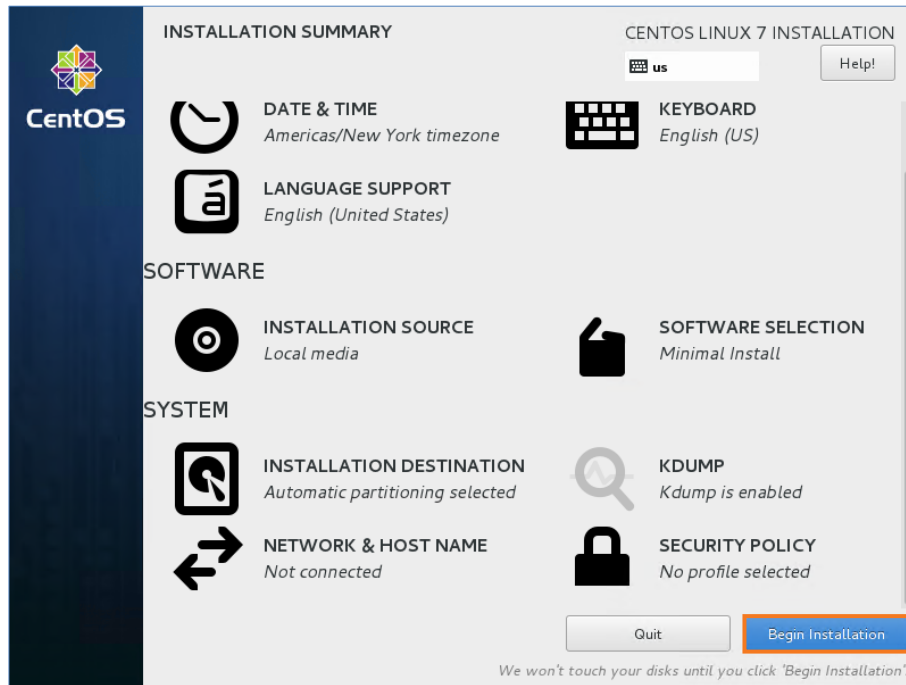 INSTALLATION SUMMARY
CENTOS LINUX 7 INSTALLATION
us
Help!
CentOS
DATE & TIME
Americas/New York timezone
KEYBOARD
English (US)
LANGUAGE SUPPORT
English (United States)
SOFTWARE
INSTALLATION SOURCE
Local media
SOFTWARE SELECTION
Minimal Install
SYSTEM
INSTALLATION DESTINATION
Automatic partitioning selected
KDUMP
Kdump is enabled
NETWORK & HOST NAME
Not connected
SECURITY POLICY
No profile selected
Quit
Begin Installation
We won't touch your disks until you click 'Begin Installation'